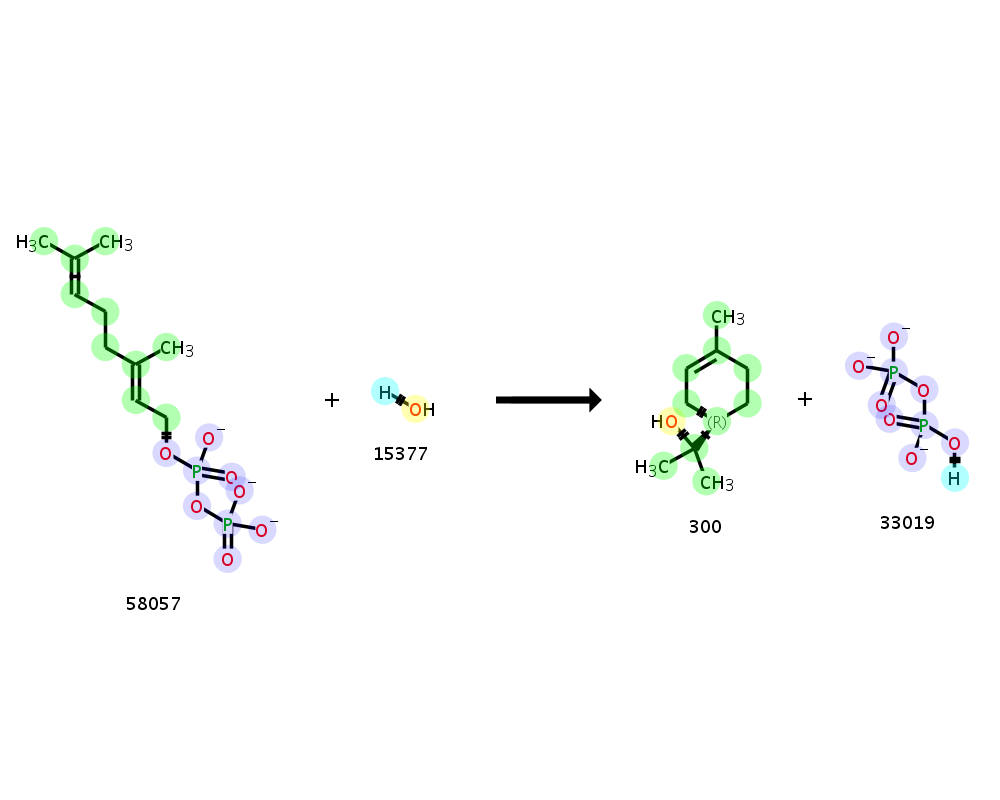 H3C CH3
CH3
O
O−
P O
O−
O
P O−
O
58057
+
H OH
15377
CH3
HO (R)
H3C
CH3
300
+
O−
O− P
O
O
O P
O−
O
H
33019